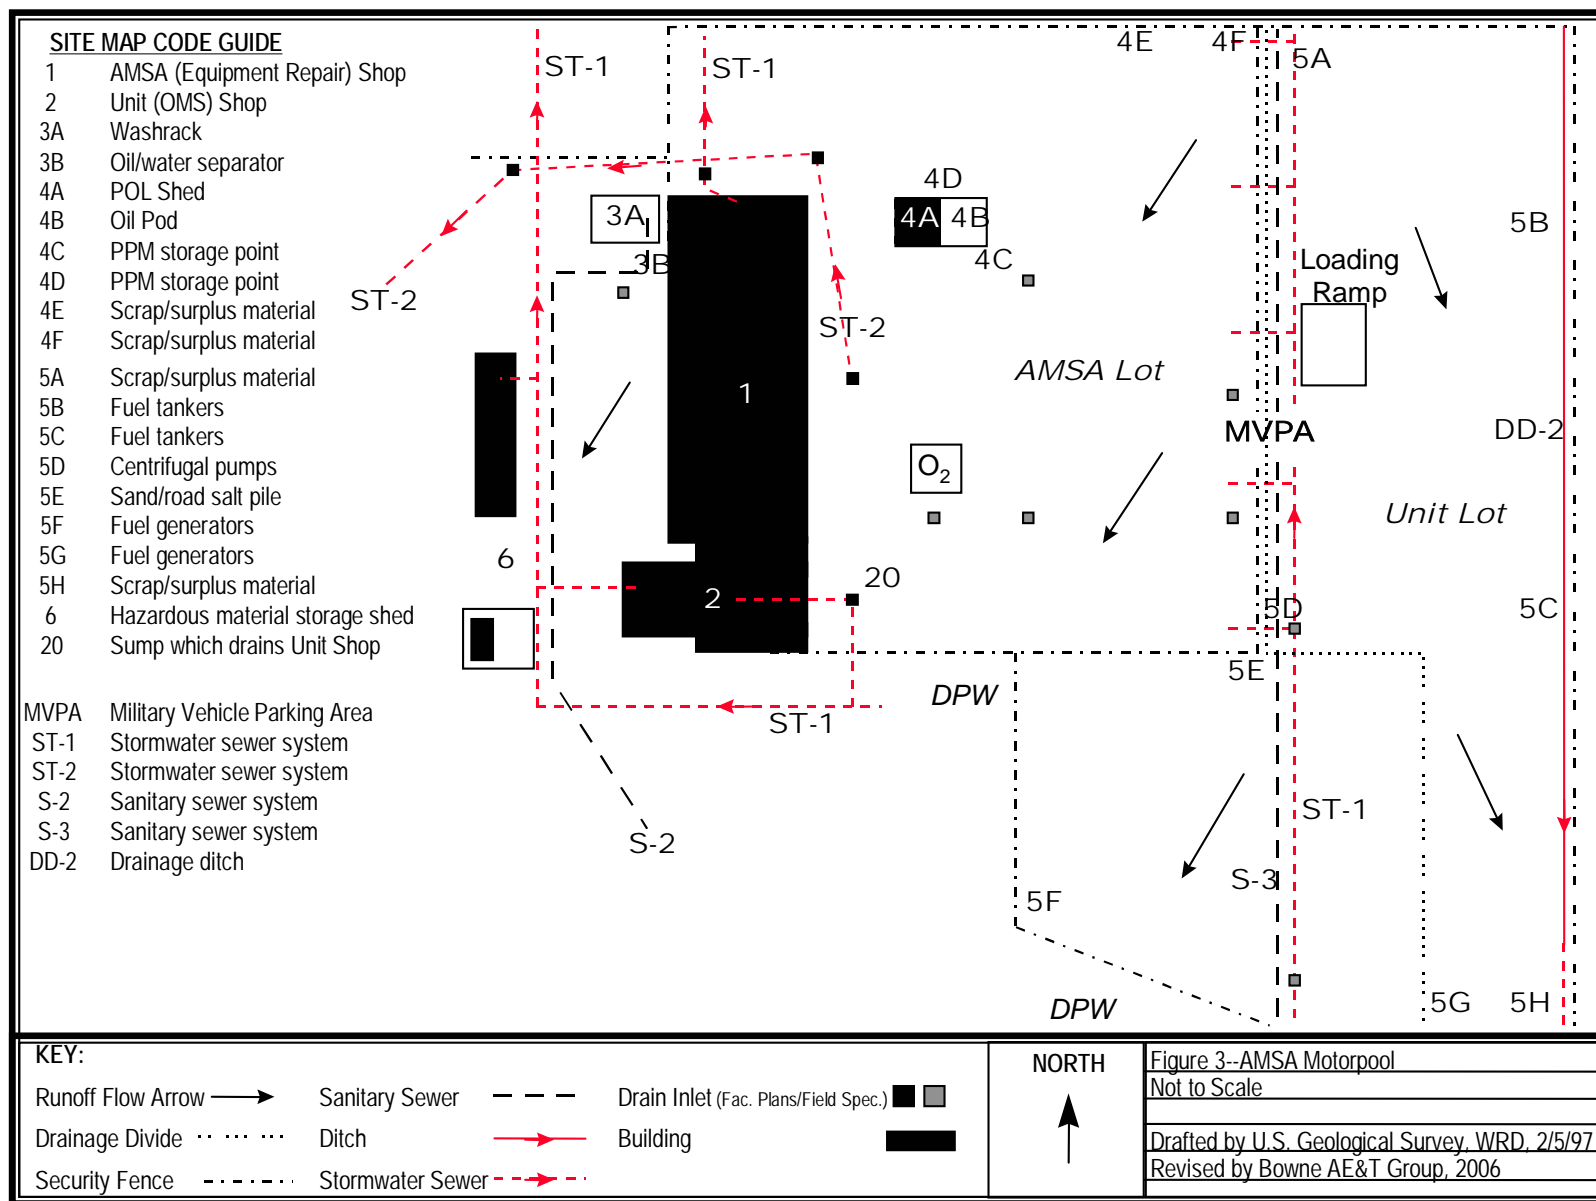 SITE MAP CODE GUIDE
1 AMSA (Equipment Repair) Shop
2 Unit (OMS) Shop
3A Washrack
3B Oil/water separator
4A POL Shed
4B Oil Pod
4C PPM storage point
4D PPM storage point
4E Scrap/surplus material
4F Scrap/surplus material
5A Scrap/surplus material
5B Fuel tankers
5C Fuel tankers
5D Centrifugal pumps
5E Sand/road salt pile
5F Fuel generators
5G Fuel generators
5H Scrap/surplus material
6 Hazardous material storage shed
20 Sump which drains Unit Shop
MVPA Military Vehicle Parking Area
ST-1 Stormwater sewer system
ST-2 Stormwater sewer system
S-2 Sanitary sewer system
S-3 Sanitary sewer system
DD-2 Drainage ditch
4E 4F 5A
ST-1 ST-1
4D
3A 4A 4B 5B
3B 4C Loading
Ramp
ST-2
ST-2
1 AMSA Lot
MVPA DD-2
O2
Unit Lot
6
20
2 5D 5C
5E
DPW
ST-1
ST-1
S-2
S-3
5F
DPW 5G 5H
KEY:
Runoff Flow Arrow Sanitary Sewer Drain Inlet (Fac. Plans/Field Spec.)
Drainage Divide Ditch Building
Security Fence Stormwater Sewer
NORTH
Figure 3--AMSA Motorpool
Not to Scale
Drafted by U.S. Geological Survey, WRD, 2/5/97
Revised by Bowne AE&T Group, 2006